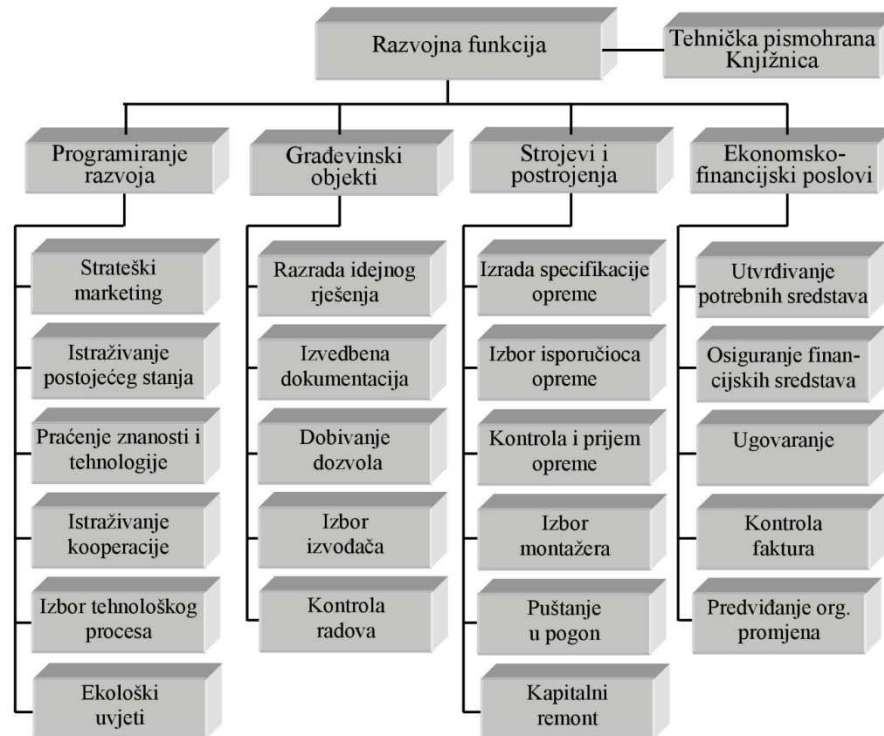 Razvojna funkcija
Tehnička pismohrana
Knjižnica
Programiranje
razvoja
Građevinski
objekti
Strojevi i
postrojenja
Ekonomsko-
financijski poslovi
Strateški
marketing
Istraživanje
postojećeg stanja
Praćenje znanosti i
tehnologije
Istraživanje
kooperacije
Izbor tehnološkog
procesa
Ekološki
uvjeti
Razrada idejnog
rješenja
Izvedbena
dokumentacija
Dobivanje
dozvola
Izbor
izvođača
Kontrola
radova
Izrada specifikacije
opreme
Izbor isporučioca
opreme
Kontrola i prijem
opreme
Izbor
montažera
Puštanje
u pogon
Kapitalni
remont
Utvrđivanje
potrebnih sredstava
Osiguranje finan-
cijskih sredstava
Ugovaranje
Kontrola
faktura
Predviđanje org.
promjena